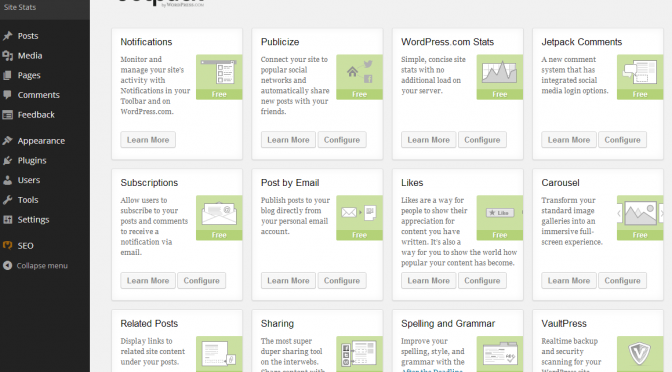 Site Stats
Posts
Media
Pages
Comments
Feedback
Appearance
Plugins
Users
Tools
Settings
SEO
Collapse menu
by WORDPRESS.COM
Notifications
Monitor and
manage your site's
activity with
Notifications in your
Toolbar and on
WordPress.com.
Free
Learn More
Publicize
Connect your site to
popular social
networks and
automatically share
new posts with your
friends.
Free
Learn More
Configure
WordPress.com Stats
Simple, concise site
stats with no
additional load on
your server.
Free
Learn More
Configure
Jetpack Comments
A new comment
system that has
integrated social
media login options.
Free
Learn More
Configure
Subscriptions
Allow users to
subscribe to your
posts and comments
to receive a
notification via
email.
Free
Learn More
Configure
Post by Email
Publish posts to your
blog directly from
your personal email
account.
Free
Learn More
Configure
Likes
Likes are a way for
people to show their
appreciation for
content you have
written. It's also a
way for you to show the world how
popular your content has become.
Like
Free
Learn More
Configure
Carousel
Transform your
standard image
galleries into an
immersive full-
screen experience.
Free
Learn More
Configure
Related Posts
Display links to
related site content
under your posts.
Sharing
The most super
duper sharing tool
on the interwebs.
Share content with
Spelling and Grammar
Improve your
spelling, style, and
grammar with the
After the Deadline
VaultPress
Realtime backup
and security
scanning for your
WordPress site